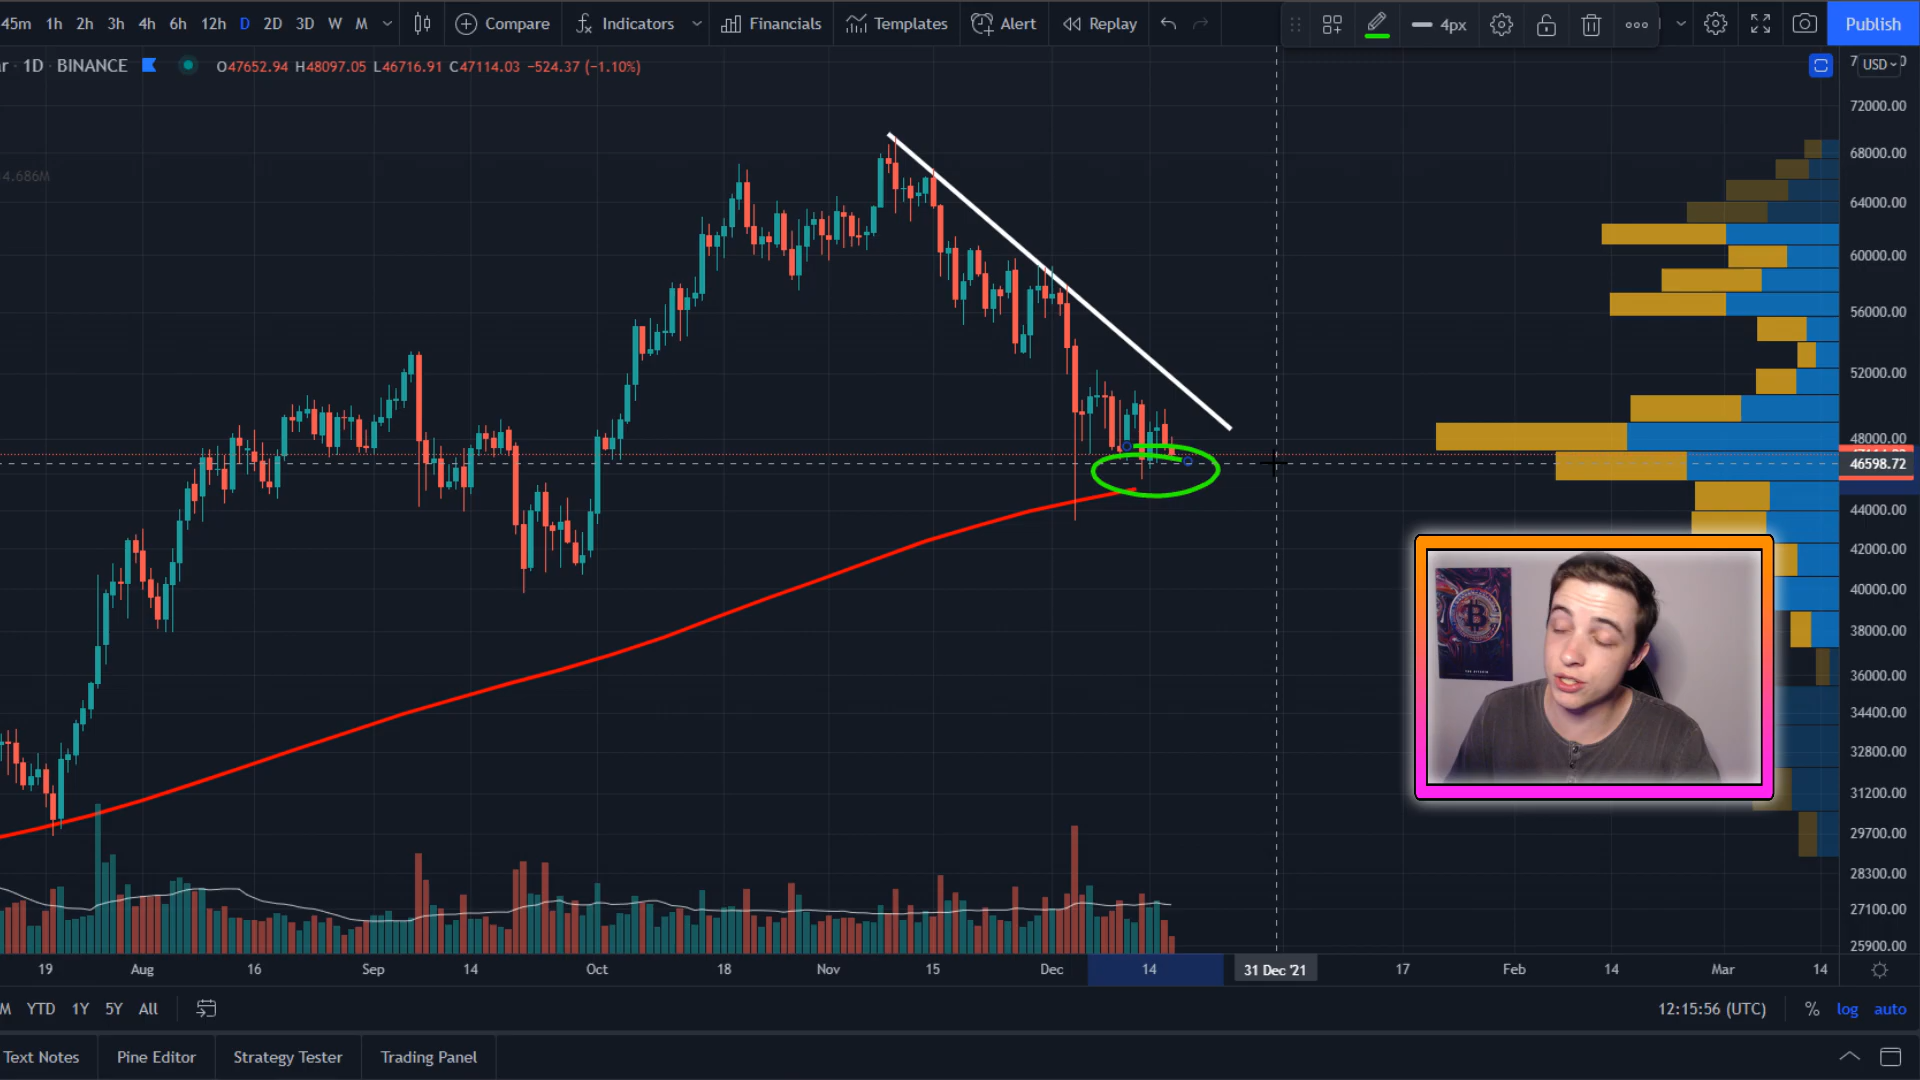 45m 1h 2h 3h 4h 6h 12h D 2D 3D W M Compare Indicators Financials Templates Alert Replay 4px Publish
r · 1D · BINANCE O47652.94 H48097.05 L46716.91 C47114.03 −524.37 (−1.10%)
USD
4.686M
72000.00
68000.00
64000.00
60000.00
56000.00
52000.00
48000.00
46598.72
44000.00
42000.00
40000.00
38000.00
36000.00
34400.00
32800.00
31200.00
29700.00
28300.00
27100.00
25900.00
19 Aug 16 Sep 14 Oct 18 Nov 15 Dec 14 31 Dec '21 17 Feb 14 Mar 14
M YTD 1Y 5Y All 12:15:56 (UTC) % log auto
Text Notes Pine Editor Strategy Tester Trading Panel